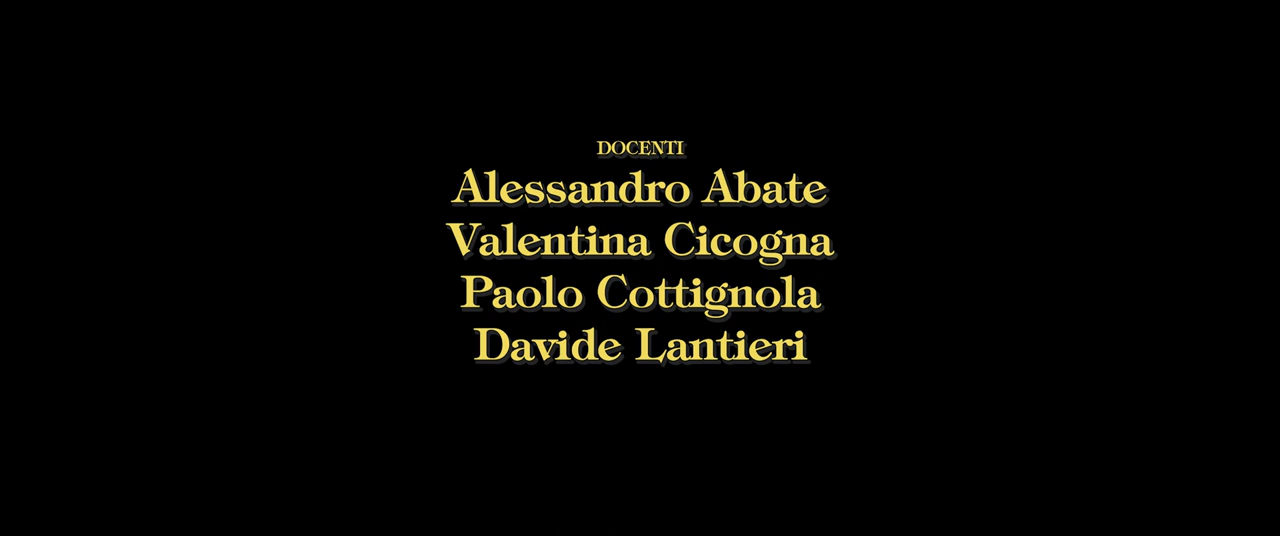 DOCENTI
Alessandro Abate
Valentina Cicogna
Paolo Cottignola
Davide Lantieri